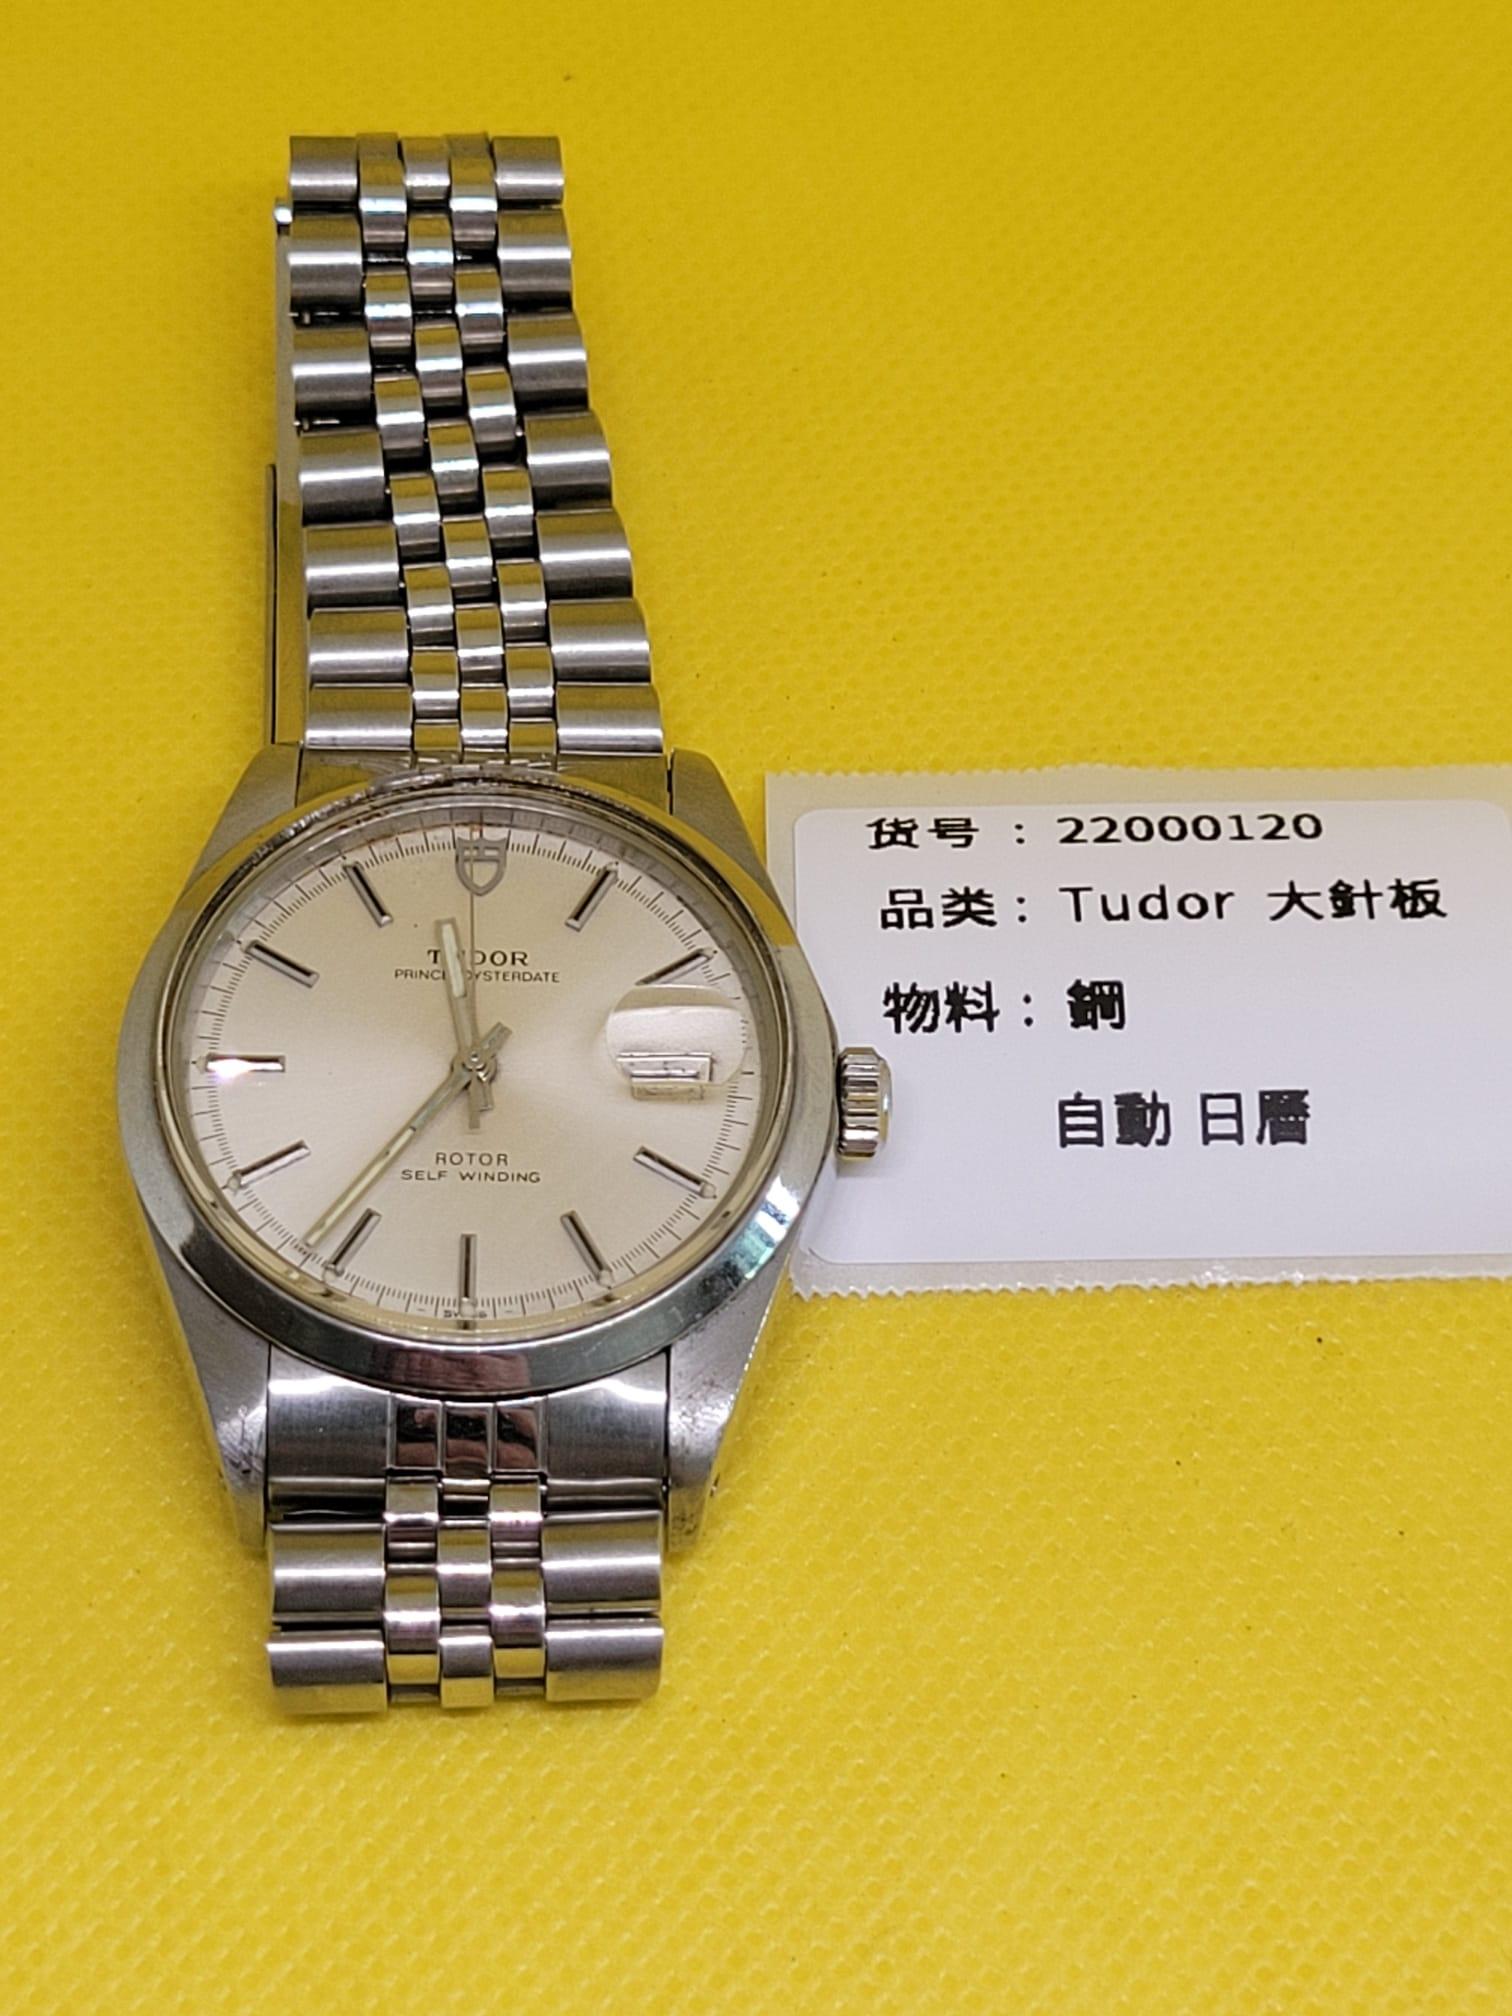 TUDOR
PRINCE OYSTERDATE
ROTOR
SELF WINDING
货号 : 22000120
品类 : Tudor 大針板
物料 : 鋼
自動 日曆